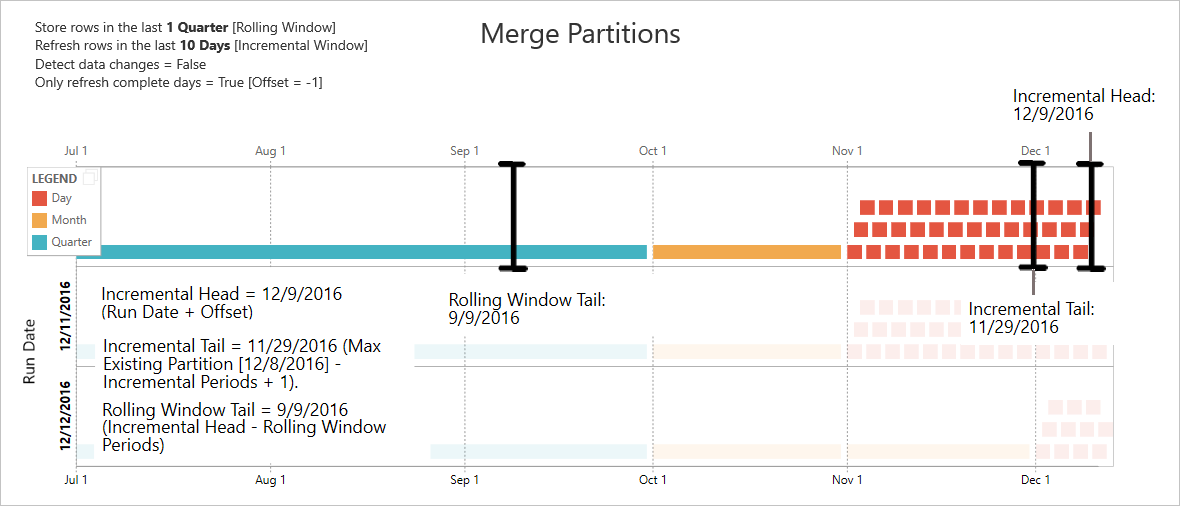 Merge Partitions
Store rows in the last 1 Quarter [Rolling Window]
Refresh rows in the last 10 Days [Incremental Window]
Detect data changes = False
Only refresh complete days = True [Offset = -1]
Incremental Head:
12/9/2016
Jul 1 Aug 1 Sep 1 Oct 1 Nov 1 Dec 1
LEGEND
Day
Month
Quarter
Run Date
12/11/2016
12/12/2016
Incremental Head = 12/9/2016
(Run Date + Offset)
Incremental Tail = 11/29/2016 (Max
Existing Partition [12/8/2016] -
Incremental Periods + 1).
Rolling Window Tail = 9/9/2016
(Incremental Head - Rolling Window
Periods)
Rolling Window Tail:
9/9/2016
Incremental Tail:
11/29/2016
Jul 1 Aug 1 Sep 1 Oct 1 Nov 1 Dec 1